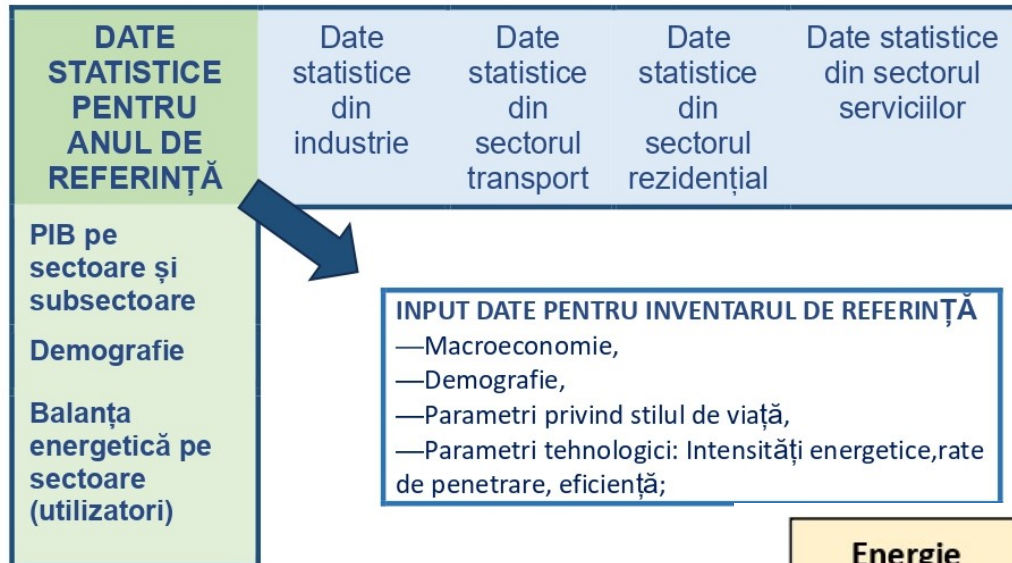 DATE
STATISTICE
PENTRU
ANUL DE
REFERINȚĂ
Date
statistice
din
industrie
Date
statistice
din
sectorul
transport
Date
statistice
din
sectorul
rezidențial
Date statistice
din sectorul
serviciilor
PIB pe
sectoare și
subsectoare
Demografie
Balanța
energetică pe
sectoare
(utilizatori)
INPUT DATE PENTRU INVENTARUL DE REFERINȚĂ
—Macroeconomie,
—Demografie,
—Parametri privind stilul de viață,
—Parametri tehnologici: Intensități energetice,rate
de penetrare, eficiență;
Energie